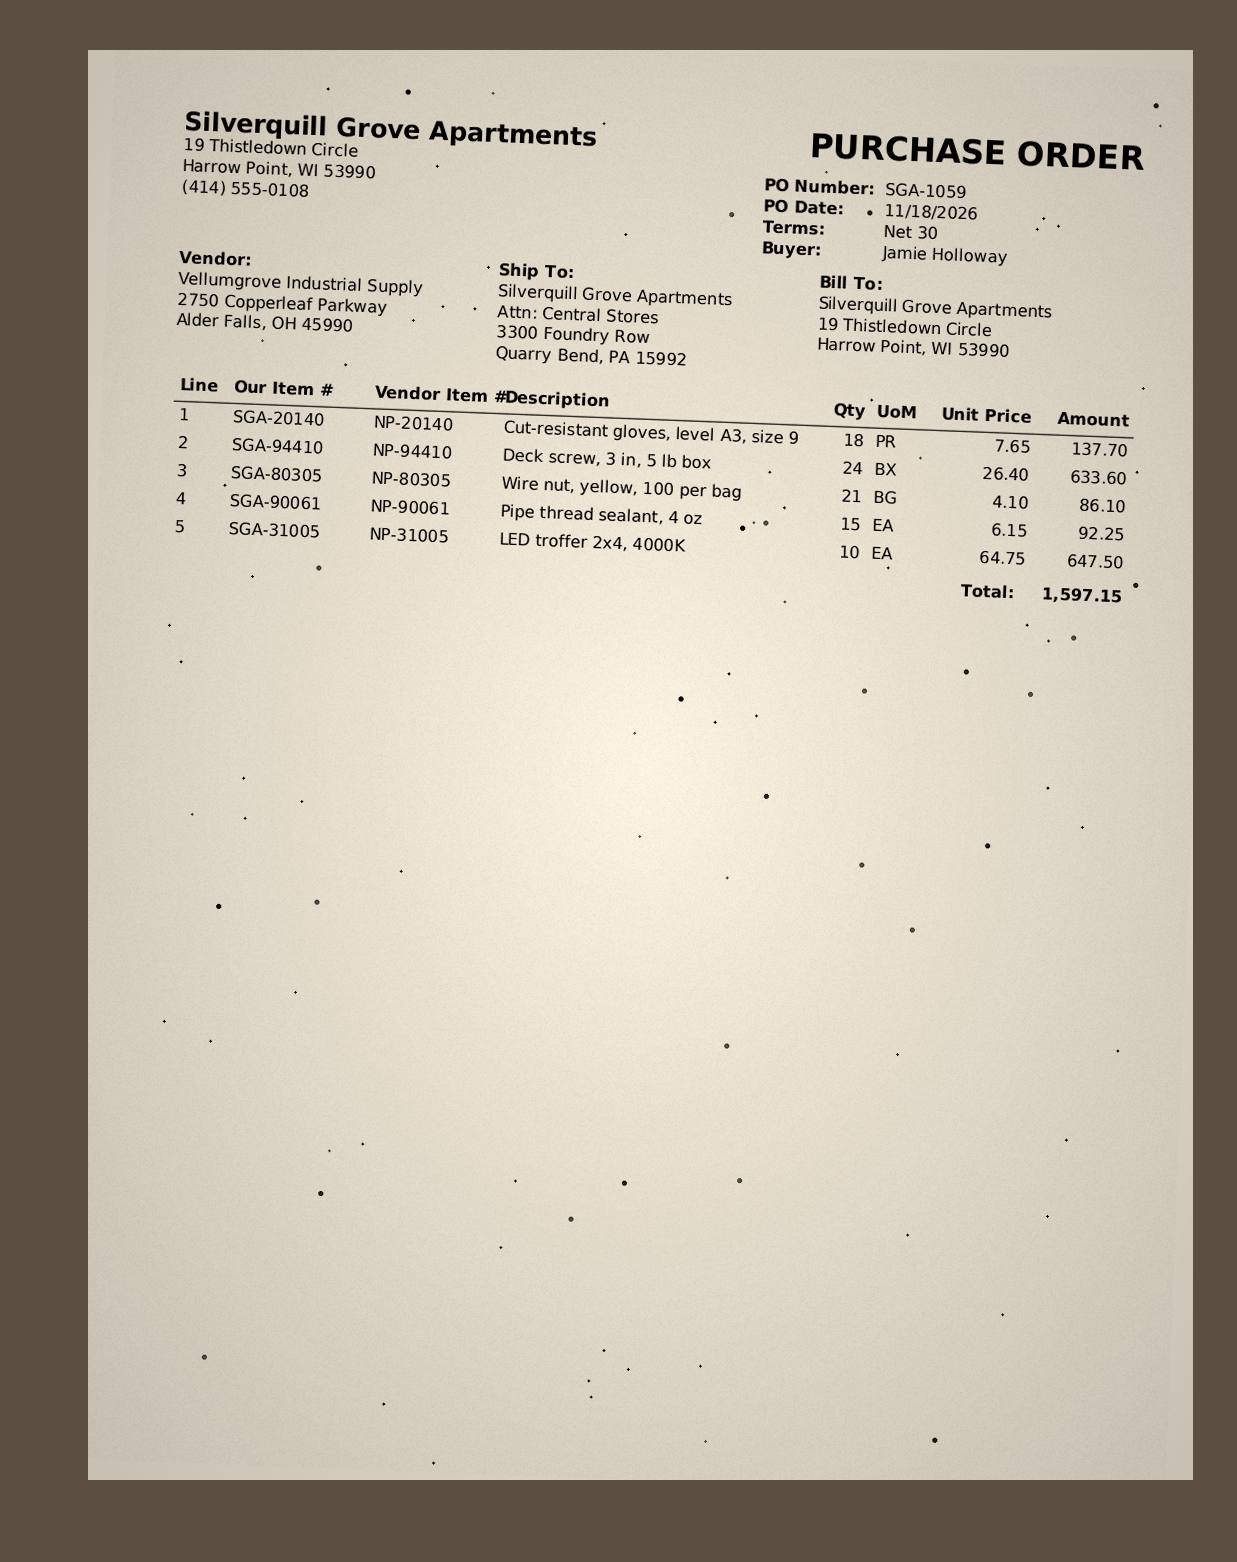 Silverquill Grove Apartments
19 Thistledown Circle
Harrow Point, WI 53990
(414) 555-0108
PURCHASE ORDER
PO Number: SGA-1059
PO Date: 11/18/2026
Terms: Net 30
Buyer: Jamie Holloway
Vendor:
Vellumgrove Industrial Supply
2750 Copperleaf Parkway
Alder Falls, OH 45990
Ship To:
Silverquill Grove Apartments
Attn: Central Stores
3300 Foundry Row
Quarry Bend, PA 15992
Bill To:
Silverquill Grove Apartments
19 Thistledown Circle
Harrow Point, WI 53990
Line Our Item # Vendor Item # Description Qty UoM Unit Price Amount
1 SGA-20140 NP-20140 Cut-resistant gloves, level A3, size 9 18 PR 7.65 137.70
2 SGA-94410 NP-94410 Deck screw, 3 in, 5 lb box 24 BX 26.40 633.60
3 SGA-80305 NP-80305 Wire nut, yellow, 100 per bag 21 BG 4.10 86.10
4 SGA-90061 NP-90061 Pipe thread sealant, 4 oz 15 EA 6.15 92.25
5 SGA-31005 NP-31005 LED troffer 2x4, 4000K 10 EA 64.75 647.50
Total: 1,597.15